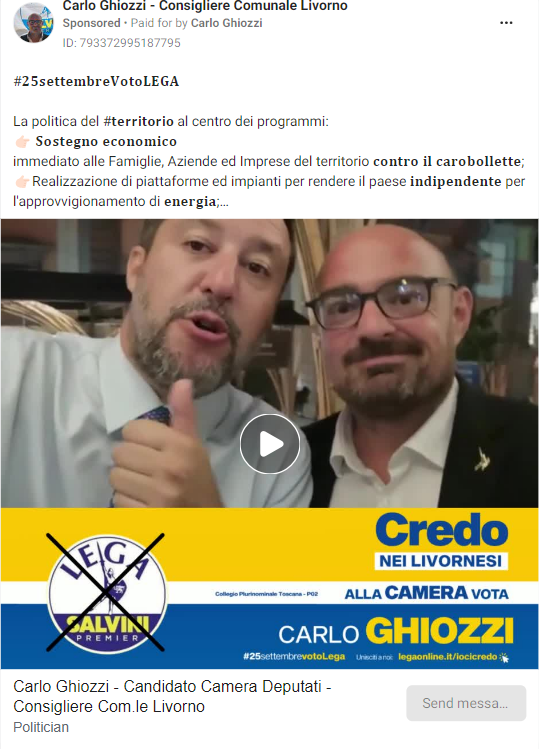 Carlo Ghiozzi - Consigliere Comunale Livorno
Sponsored • Paid for by Carlo Ghiozzi
ID: 793372995187795
#25settembreVotoLEGA
La politica del #territorio al centro dei programmi:
👉🏻 Sostegno economico
immediato alle Famiglie, Aziende ed Imprese del territorio contro il carobollette;
👉🏻Realizzazione di piattaforme ed impianti per rendere il paese indipendente per
l'approvvigionamento di energia;...
Credo
NEI LIVORNESI
LEGA
SALVINI
PREMIER
Collegio Plurinominale Toscana - P02
ALLA CAMERA VOTA
CARLO GHIOZZI
#25settembrevotoLega
Unisciti a noi: legaonline.it/iocicredo
Carlo Ghiozzi - Candidato Camera Deputati -
Consigliere Com.le Livorno
Politician
Send messa...